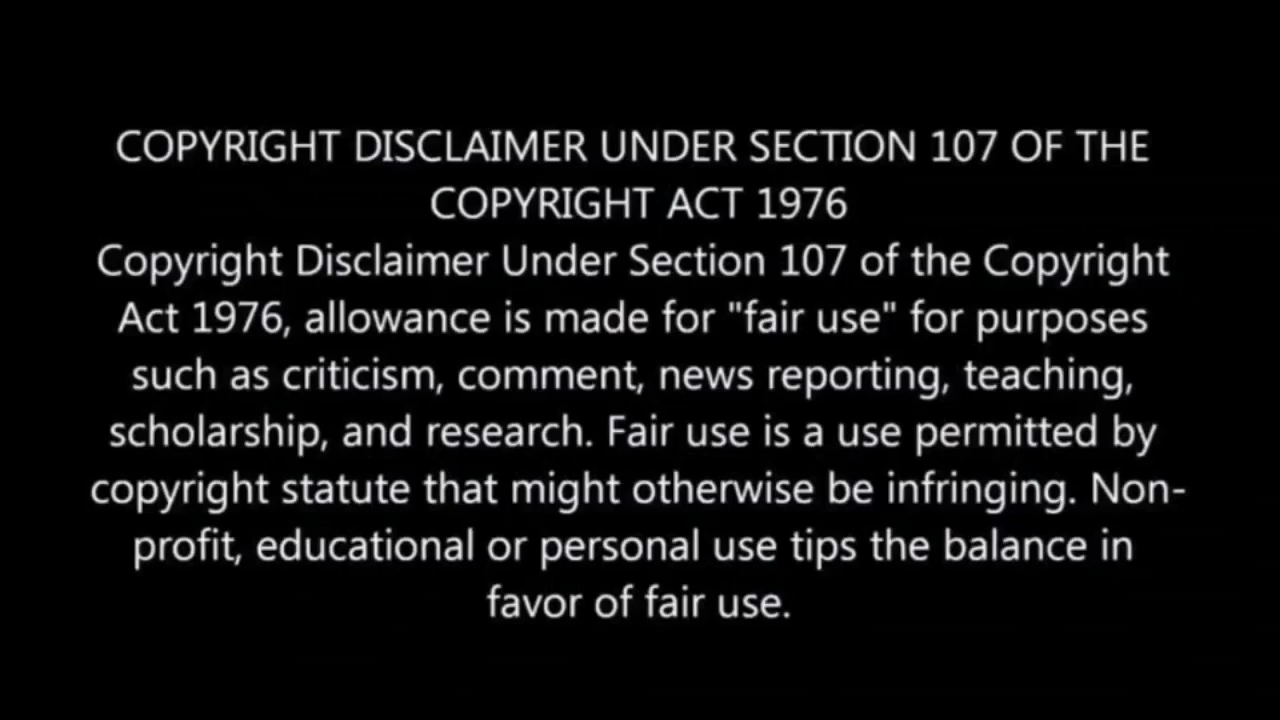 COPYRIGHT DISCLAIMER UNDER SECTION 107 OF THE
COPYRIGHT ACT 1976
Copyright Disclaimer Under Section 107 of the Copyright
Act 1976, allowance is made for "fair use" for purposes
such as criticism, comment, news reporting, teaching,
scholarship, and research. Fair use is a use permitted by
copyright statute that might otherwise be infringing. Non-
profit, educational or personal use tips the balance in
favor of fair use.